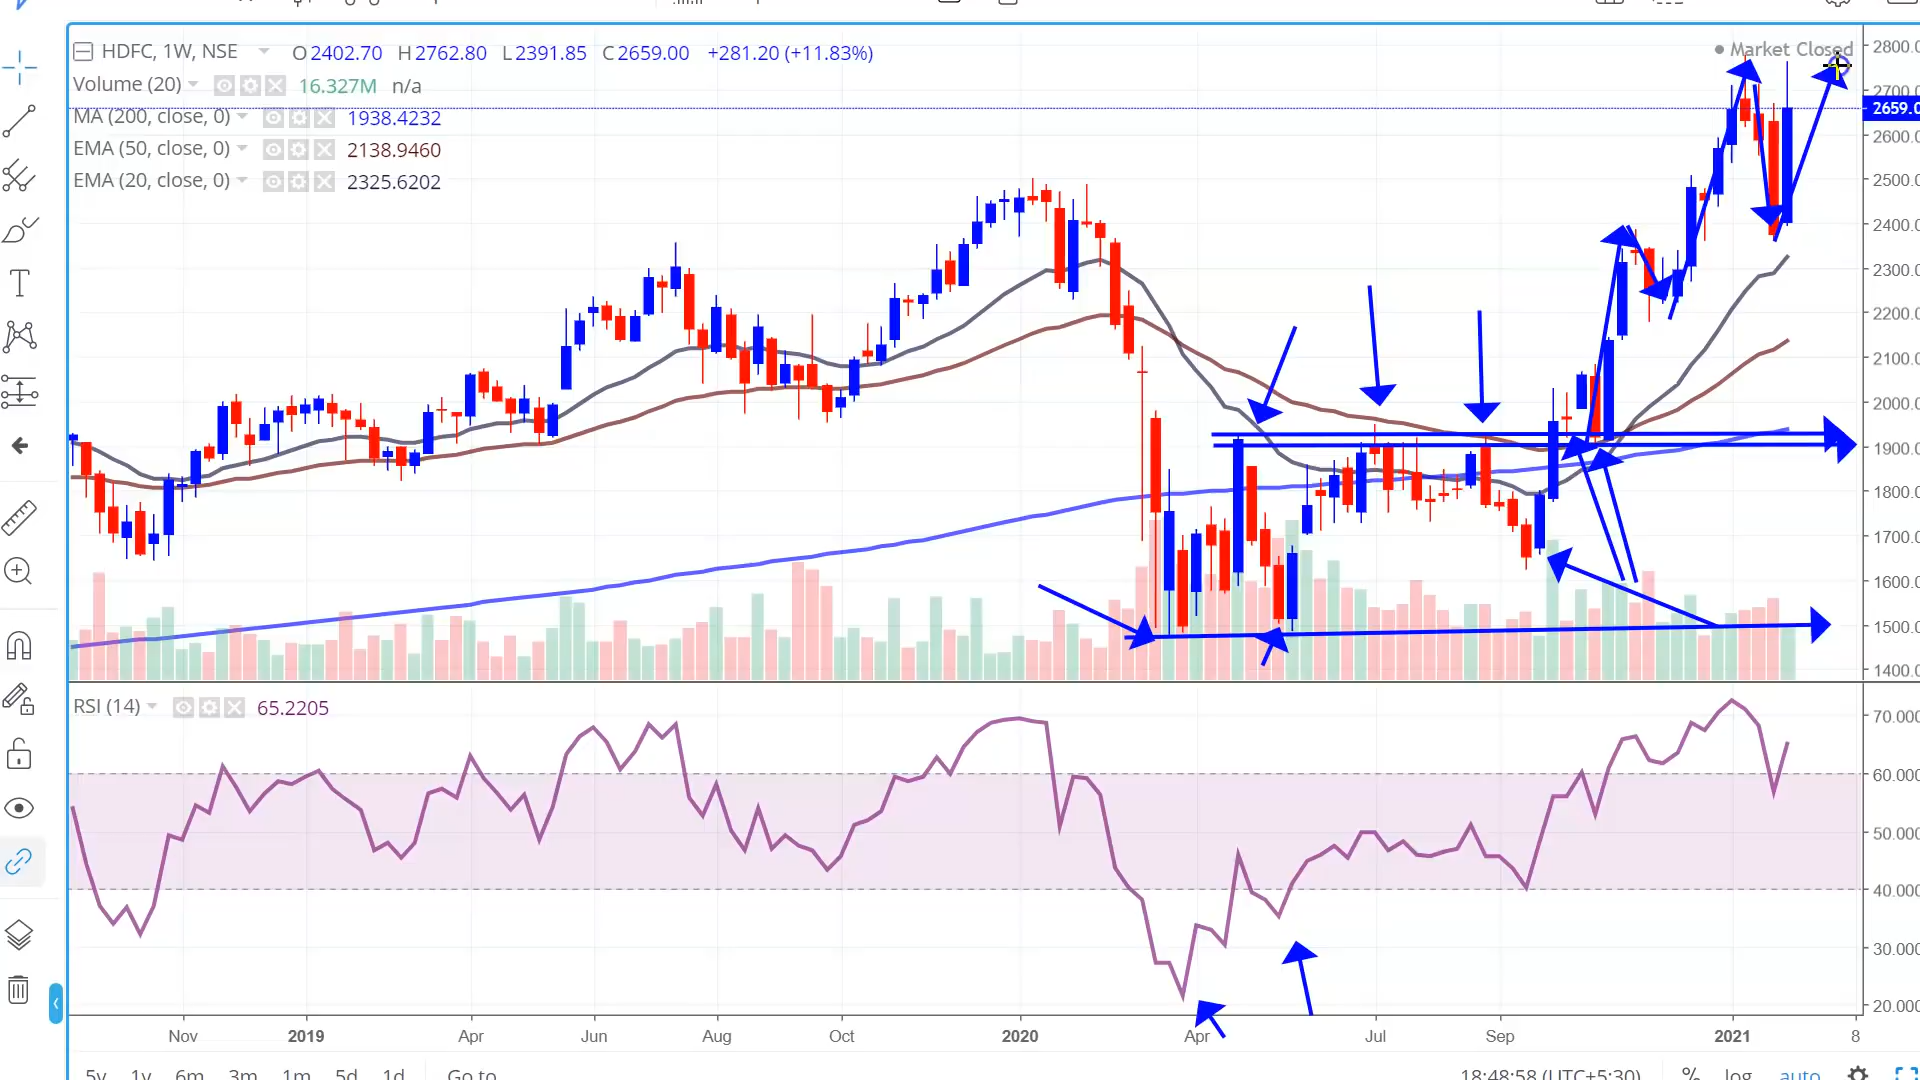 HDFC, 1W, NSE O 2402.70 H 2762.80 L 2391.85 C 2659.00 +281.20 (+11.83%)
Market Closed
Volume (20) 16.327M n/a
MA (200, close, 0) 1938.4232
EMA (50, close, 0) 2138.9460
EMA (20, close, 0) 2325.6202
2800.0
2700.0
2659.0
2600.0
2500.0
2400.0
2300.0
2200.0
2100.0
2000.0
1900.0
1800.0
1700.0
1600.0
1500.0
1400.0
RSI (14) 65.2205
70.000
60.000
50.000
40.000
30.000
20.000
Nov 2019 Apr Jun Aug Oct 2020 Apr Jul Sep 2021 8
5y 1y 6m 3m 1m 5d 1d Go to 18:48:58 (UTC+5:30) % log auto